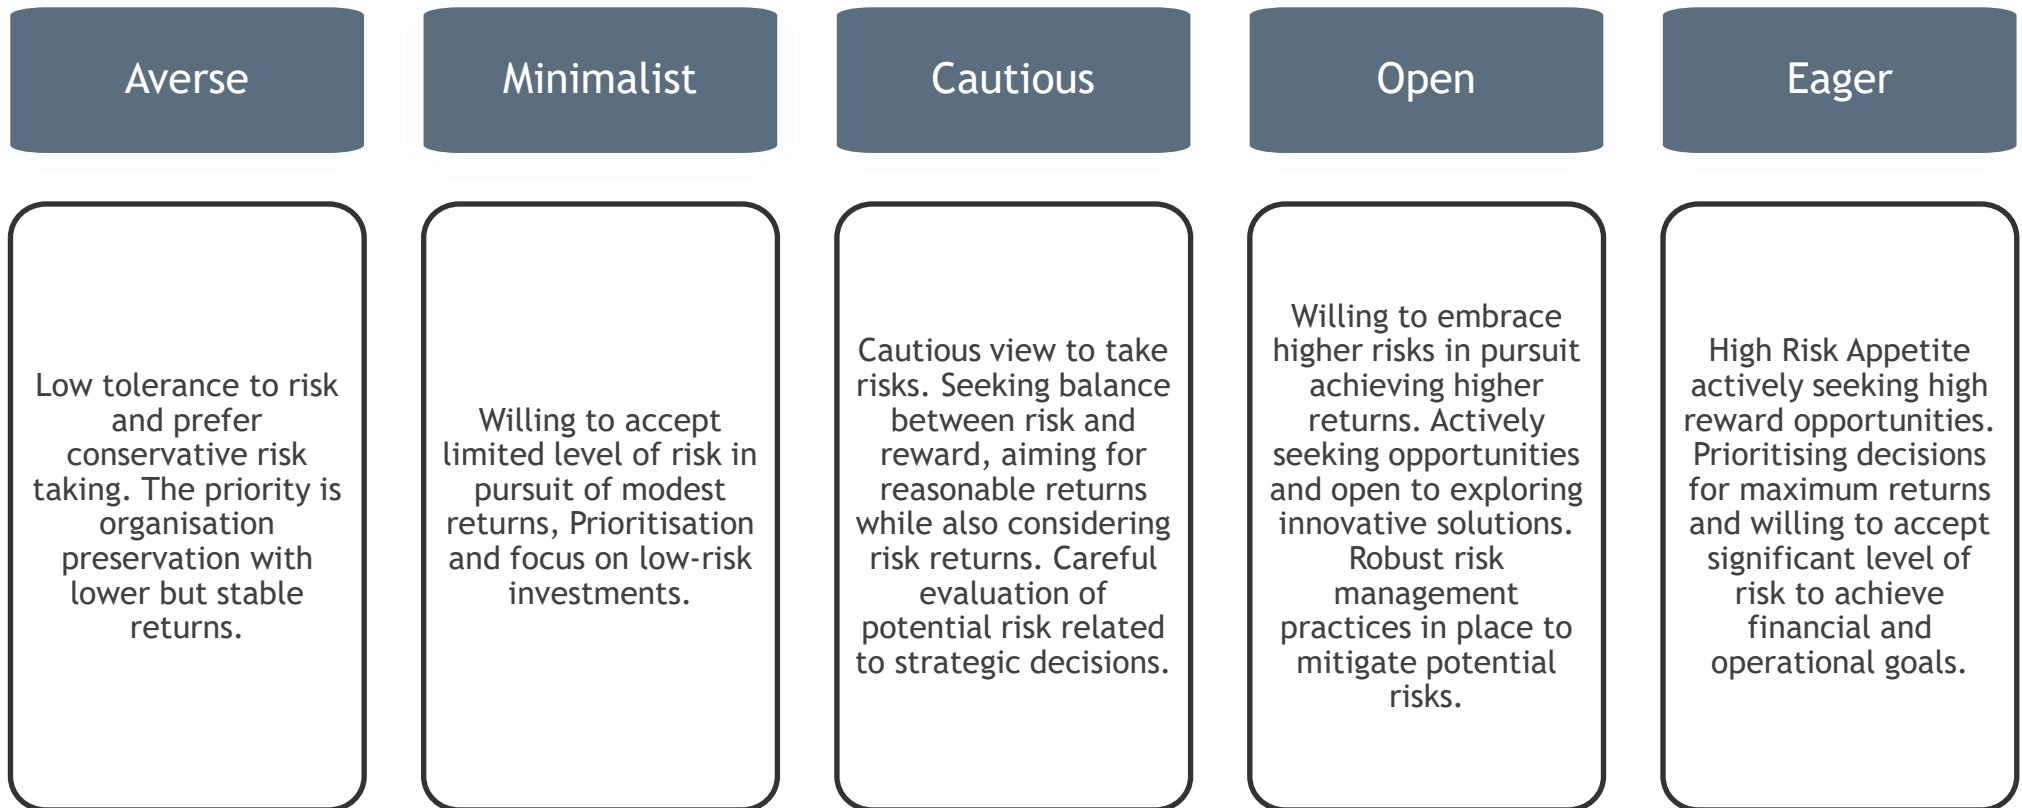 Averse
Minimalist
Cautious
Open
Eager
Low tolerance to risk
and prefer
conservative risk
taking. The priority is
organisation
preservation with
lower but stable
returns.
Willing to accept
limited level of risk in
pursuit of modest
returns, Prioritisation
and focus on low-risk
investments.
Cautious view to take
risks. Seeking balance
between risk and
reward, aiming for
reasonable returns
while also considering
risk returns. Careful
evaluation of
potential risk related
to strategic decisions.
Willing to embrace
higher risks in pursuit
achieving higher
returns. Actively
seeking opportunities
and open to exploring
innovative solutions.
Robust risk
management
practices in place to
mitigate potential
risks.
High Risk Appetite
actively seeking high
reward opportunities.
Prioritising decisions
for maximum returns
and willing to accept
significant level of
risk to achieve
financial and
operational goals.